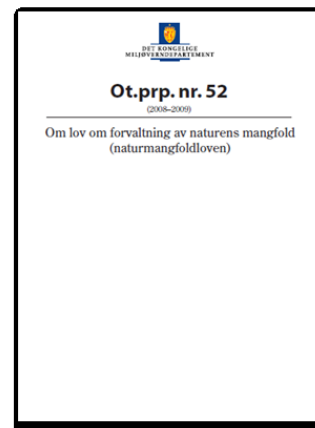 DET KONGELIGE
MILJØVERNDEPARTEMENT
Ot.prp. nr. 52
(2008–2009)
Om lov om forvaltning av naturens mangfold
(naturmangfoldloven)